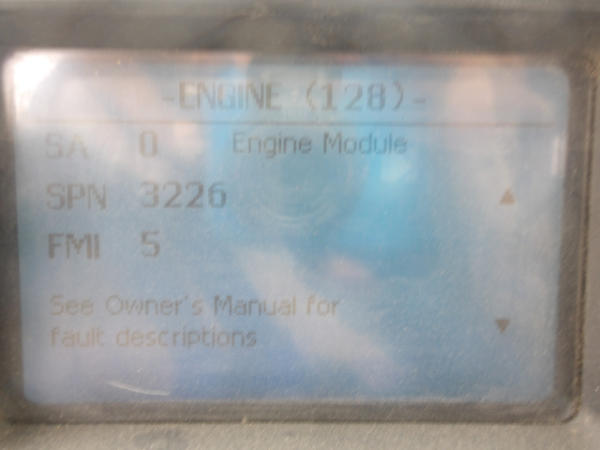 -ENGINE (128)-
SA 0 Engine Module
SPN 3226
FMI 5
See Owner's Manual for
fault descriptions